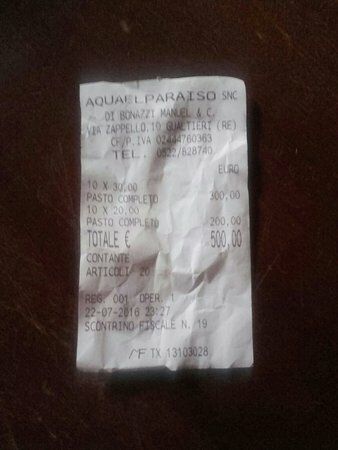 AQUAELPARAISO SNC
DI BONAZZI MANUEL & C.
VIA ZAPPELLO,19 GUALTIERI (RE)
CF/P.IVA 02444760363
TEL. 0522/828740
EURO
10 X 30,00
PASTO COMPLETO 300,00
10 X 20,00
PASTO COMPLETO 200,00
TOTALE € 500,00
CONTANTE
ARTICOLI 20
REG. 001 OPER. 1
22-07-2016 23:27
SCONTRINO FISCALE N. 19
MF TX 13103028